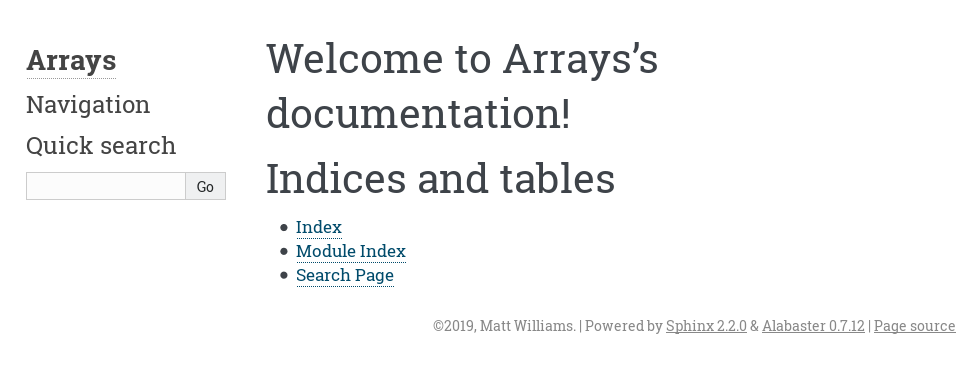 Arrays
Navigation
Quick search
Go
Welcome to Arrays’s
documentation!
Indices and tables
Index
Module Index
Search Page
©2019, Matt Williams. | Powered by Sphinx 2.2.0 & Alabaster 0.7.12 | Page source